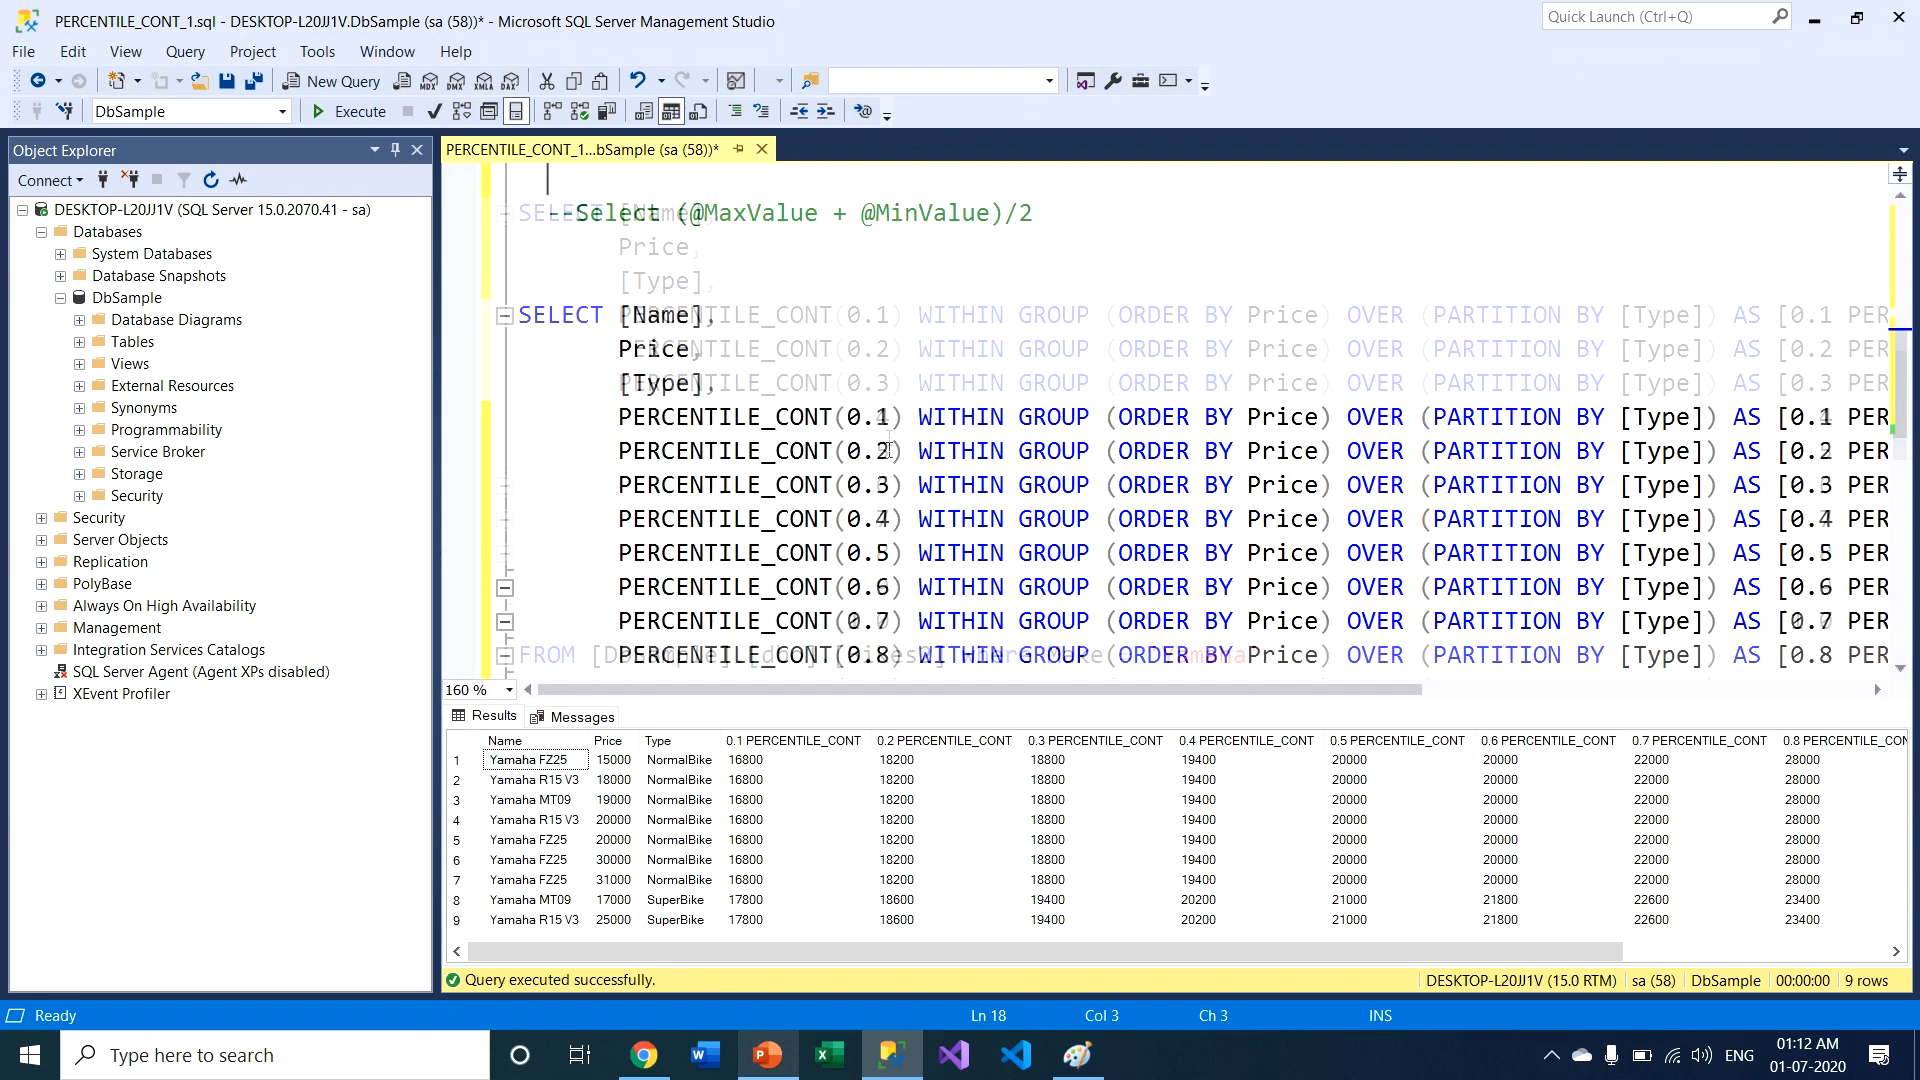 PERCENTILE_CONT_1.sql - DESKTOP-L20JJ1V.DbSample (sa (58))* - Microsoft SQL Server Management Studio
Quick Launch (Ctrl+Q)
File Edit View Query Project Tools Window Help
New Query MDX DMX XMLA DAX
DbSample Execute
Object Explorer
PERCENTILE_CONT_1...bSample (sa (58))*
Connect
DESKTOP-L20JJ1V (SQL Server 15.0.2070.41 - sa)
Databases
System Databases
Database Snapshots
DbSample
Database Diagrams
Tables
Views
External Resources
Synonyms
Programmability
Service Broker
Storage
Security
Security
Server Objects
Replication
PolyBase
Always On High Availability
Management
Integration Services Catalogs
SQL Server Agent (Agent XPs disabled)
XEvent Profiler
--Select (@MaxValue + @MinValue)/2
Price,
[Type],
SELECT [Name],
Price,
[Type],
PERCENTILE_CONT(0.1) WITHIN GROUP (ORDER BY Price) OVER (PARTITION BY [Type]) AS [0.1 PER
PERCENTILE_CONT(0.2) WITHIN GROUP (ORDER BY Price) OVER (PARTITION BY [Type]) AS [0.2 PER
PERCENTILE_CONT(0.3) WITHIN GROUP (ORDER BY Price) OVER (PARTITION BY [Type]) AS [0.3 PER
PERCENTILE_CONT(0.4) WITHIN GROUP (ORDER BY Price) OVER (PARTITION BY [Type]) AS [0.4 PER
PERCENTILE_CONT(0.5) WITHIN GROUP (ORDER BY Price) OVER (PARTITION BY [Type]) AS [0.5 PER
PERCENTILE_CONT(0.6) WITHIN GROUP (ORDER BY Price) OVER (PARTITION BY [Type]) AS [0.6 PER
PERCENTILE_CONT(0.7) WITHIN GROUP (ORDER BY Price) OVER (PARTITION BY [Type]) AS [0.7 PER
PERCENTILE_CONT(0.8) WITHIN GROUP (ORDER BY Price) OVER (PARTITION BY [Type]) AS [0.8 PER
160 %
Results Messages
Name Price Type 0.1 PERCENTILE_CONT 0.2 PERCENTILE_CONT 0.3 PERCENTILE_CONT 0.4 PERCENTILE_CONT 0.5 PERCENTILE_CONT 0.6 PERCENTILE_CONT 0.7 PERCENTILE_CONT 0.8 PERCENTILE_CON
1 Yamaha FZ25 15000 NormalBike 16800 18200 18800 19400 20000 20000 22000 28000
2 Yamaha R15 V3 18000 NormalBike 16800 18200 18800 19400 20000 20000 22000 28000
3 Yamaha MT09 19000 NormalBike 16800 18200 18800 19400 20000 20000 22000 28000
4 Yamaha R15 V3 20000 NormalBike 16800 18200 18800 19400 20000 20000 22000 28000
5 Yamaha FZ25 20000 NormalBike 16800 18200 18800 19400 20000 20000 22000 28000
6 Yamaha FZ25 30000 NormalBike 16800 18200 18800 19400 20000 20000 22000 28000
7 Yamaha FZ25 31000 NormalBike 16800 18200 18800 19400 20000 20000 22000 28000
8 Yamaha MT09 17000 SuperBike 17800 18600 19400 20200 21000 21800 22600 23400
9 Yamaha R15 V3 25000 SuperBike 17800 18600 19400 20200 21000 21800 22600 23400
Query executed successfully. DESKTOP-L20JJ1V (15.0 RTM) sa (58) DbSample 00:00:00 9 rows
Ready Ln 18 Col 3 Ch 3 INS
Type here to search
ENG
01:12 AM
01-07-2020